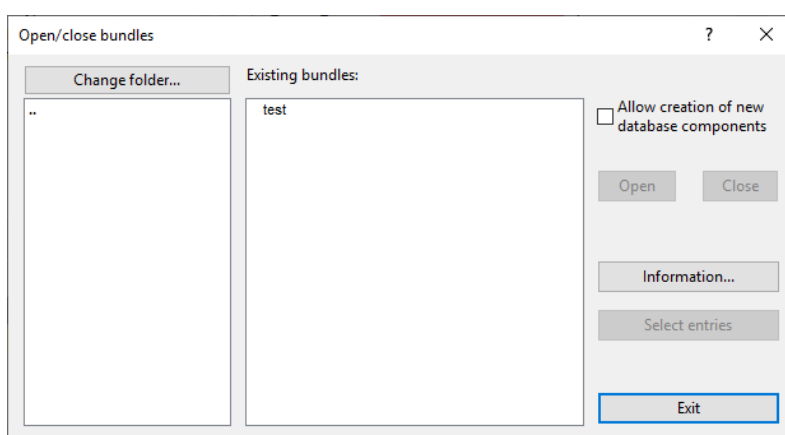 Open/close bundles
?
Change folder...
Existing bundles:
..
test
Allow creation of new
database components
Open
Close
Information...
Select entries
Exit